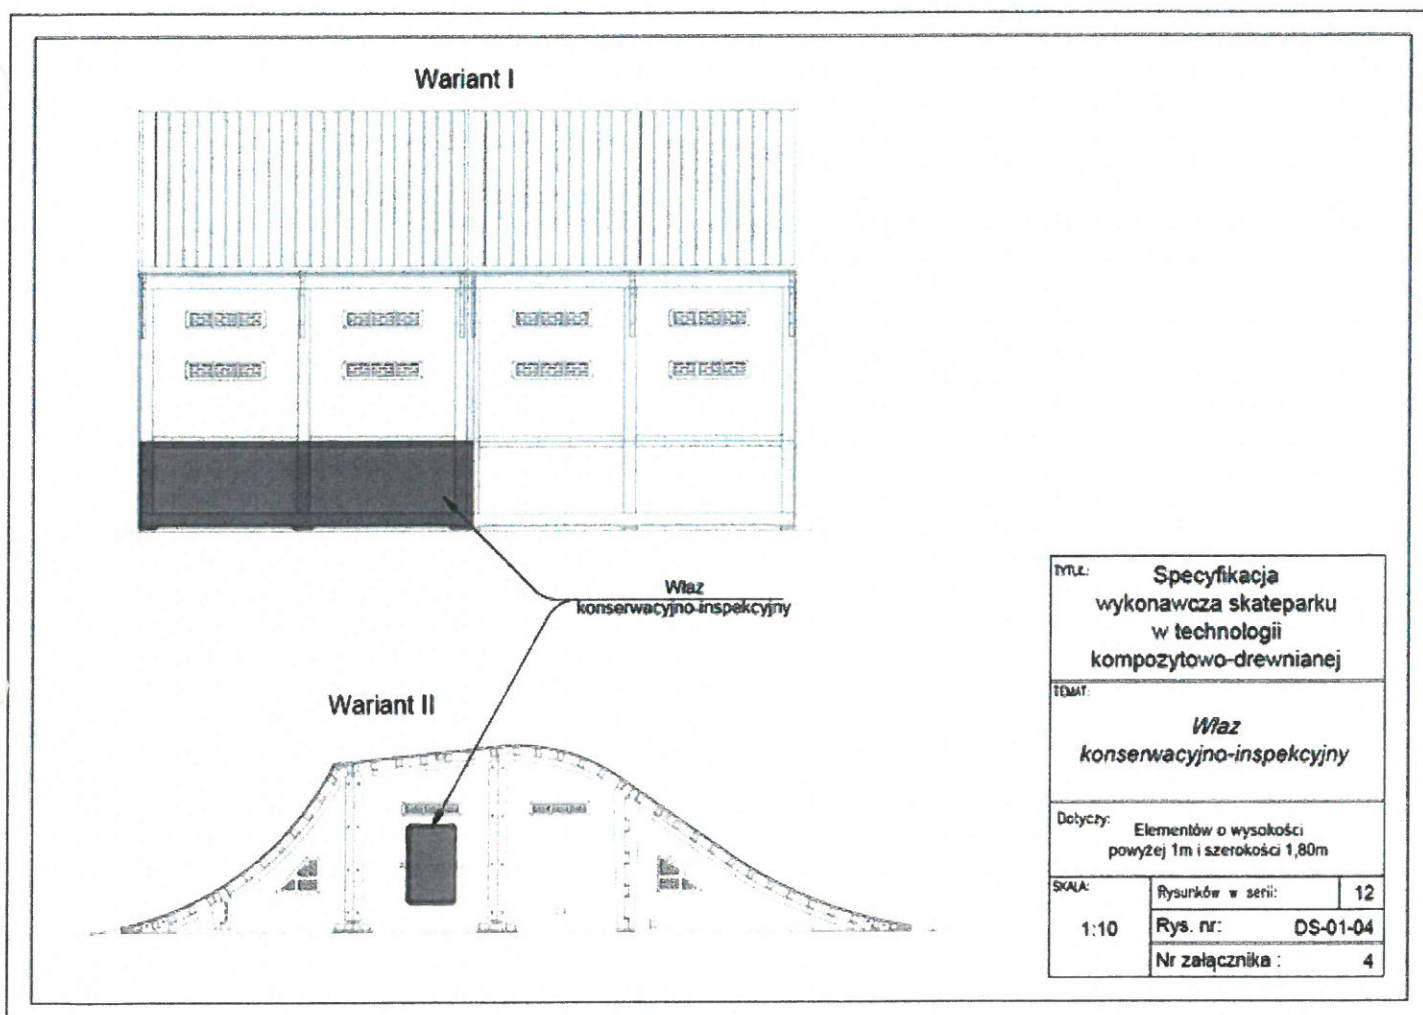 Wariant I
Właz
konserwacyjno-inspekcyjny
Wariant II
TYTUŁ:
Specyfikacja
wykonawcza skateparku
w technologii
kompozytowo-drewnianej
TEMAT:
Właz
konserwacyjno-inspekcyjny
Dotyczy:
Elementów o wysokości
powyżej 1m i szerokości 1,80m
SKALA:
1:10
Rysunków w serii: 12
Rys. nr: DS-01-04
Nr załącznika : 4